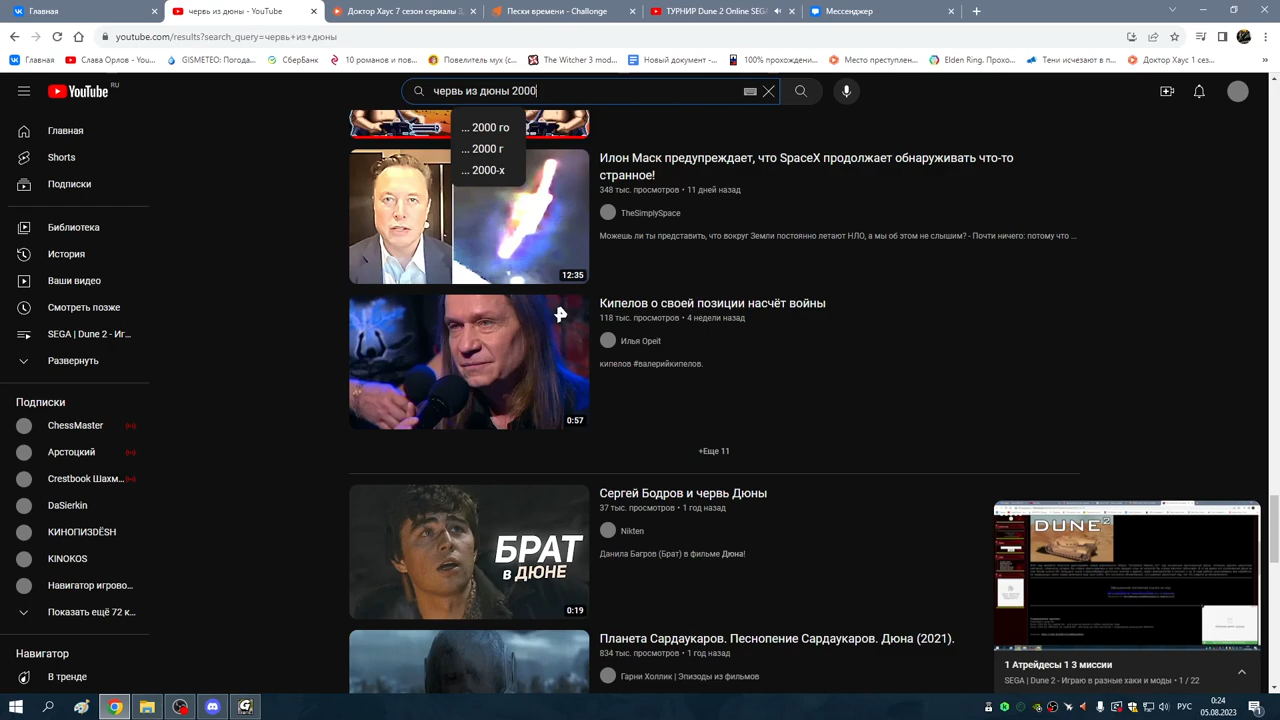 Главная
червь из дюны - YouTube
Доктор Хаус 7 сезон сериалы
Пески времени - Challong
ТУРНИР Dune 2 Online SEGA
Мессенджер
youtube.com/results?search_query=червь+из+дюны
Главная
Слава Орлов - You...
GISMETEO: Погода...
СберБанк
10 романов и пов...
Повелитель мух (с...
The Witcher 3 mod...
Новый документ -...
100% прохождени...
Место преступлен...
Elden Ring. Прохо...
Тени исчезают в п...
Доктор Хаус 1 сез...
YouTube RU
червь из дюны 2000
... 2000 го
... 2000 г
... 2000-х
Главная
Shorts
Подписки
Библиотека
История
Ваши видео
Смотреть позже
SEGA | Dune 2 - Иг...
Развернуть
Подписки
ChessMaster
Арстоцкий
Crestbook Шахм...
DaSierkin
КИНОПИЗДЁSH
KINOKOS
Навигатор игрово...
Показать ещё 72 к...
Навигатор
В тренде
12:35
Илон Маск предупреждает, что SpaceX продолжает обнаруживать что-то
странное!
348 тыс. просмотров • 11 дней назад
TheSimplySpace
Можешь ли ты представить, что вокруг Земли постоянно летают НЛО, а мы об этом не слышим? - Почти ничего: потому что ...
0:57
Кипелов о своей позиции насчёт войны
118 тыс. просмотров • 4 недели назад
Илья Opeit
кипелов #валерийкипелов.
+Еще 11
БРАТ
ДЮНЕ
0:19
Сергей Бодров и червь Дюны
37 тыс. просмотров • 1 год назад
Nikten
Данила Багров (Брат) в фильме Дюна!
Планета Сардаукаров. Песнопение Сардаукаров. Дюна (2021).
834 тыс. просмотров • 1 год назад
Гарни Холлик | Эпизоды из фильмов
DUNE 2
1 Атрейдесы 1 3 миссии
SEGA | Dune 2 - Играю в разные хаки и моды • 1 / 22
РУС
0:24
05.08.2023
1